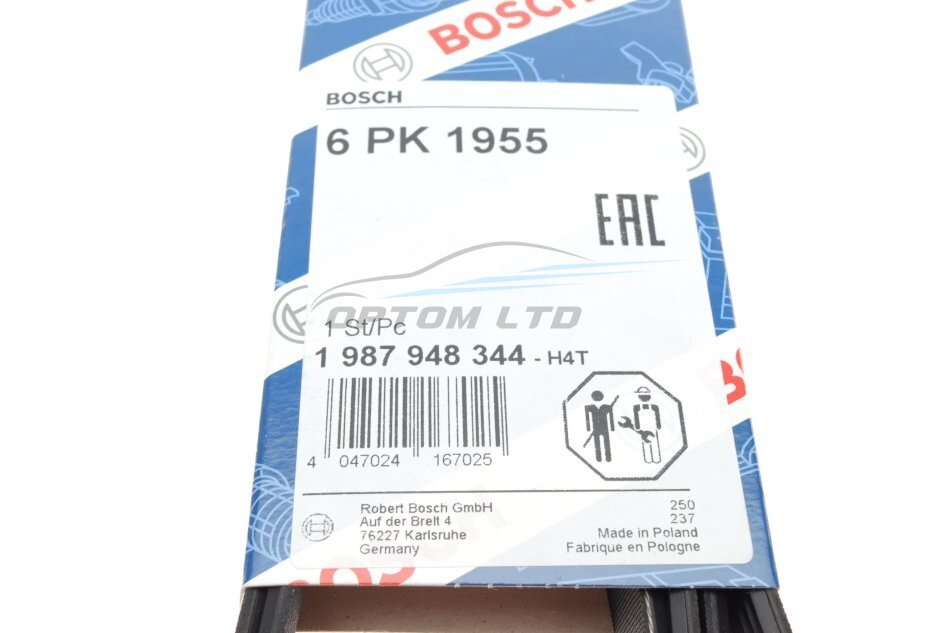 BOSCH
BOSCH
6 PK 1955
EAC
OPTOM LTD
1 St/Pc
1 987 948 344 - H4T
4 047024 167025
Robert Bosch GmbH
Auf der Breit 4
76227 Karlsruhe
Germany
250
237
Made in Poland
Fabrique en Pologne